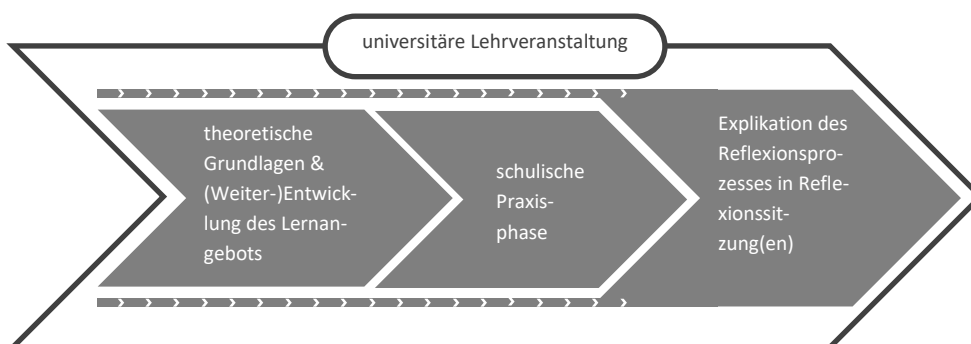 universitäre Lehrveranstaltung
theoretische
Grundlagen &
(Weiter-)Entwick-
lung des Lernan-
gebots
schulische
Praxis-
phase
Explikation des
Reflexionspro-
zesses in Refle-
xionssit-
zung(en)